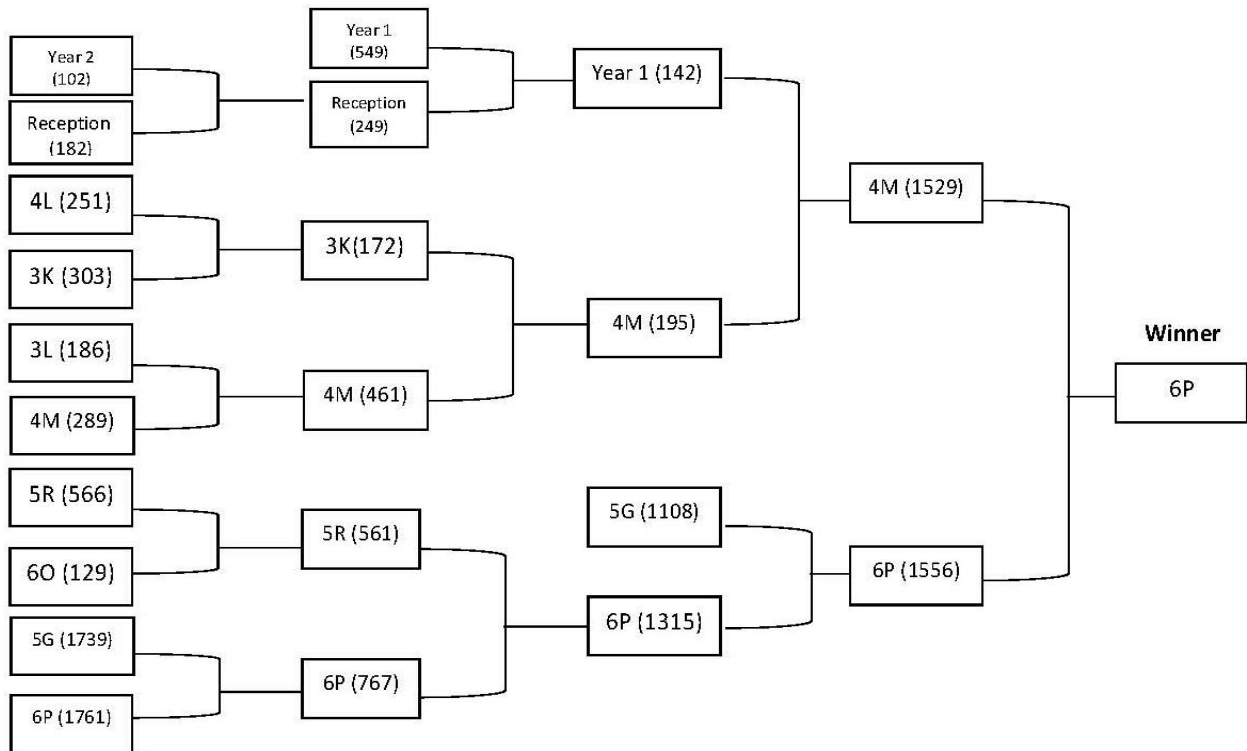 Year 2
(102)
Reception
(182)
4L (251)
3K (303)
3L (186)
4M (289)
5R (566)
6O (129)
5G (1739)
6P (1761)
Year 1
(549)
Reception
(249)
3K(172)
4M (461)
5R (561)
6P (767)
Year 1 (142)
4M (195)
5G (1108)
6P (1315)
4M (1529)
6P (1556)
Winner
6P